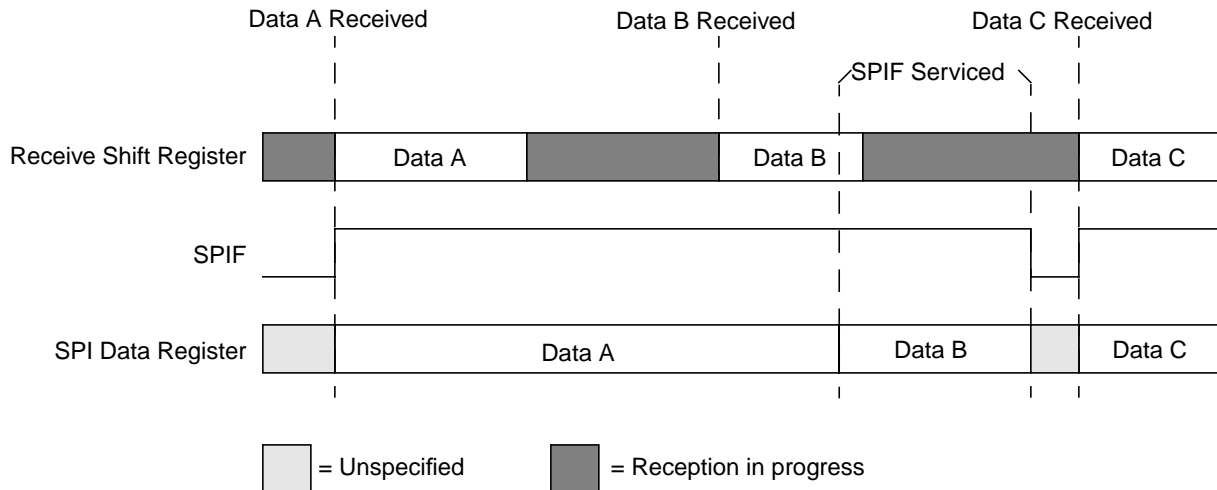 Data A Received
Data B Received
Data C Received
SPIF Serviced
Receive Shift Register
Data A
Data B
Data C
SPIF
SPI Data Register
Data A
Data B
Data C
= Unspecified
= Reception in progress